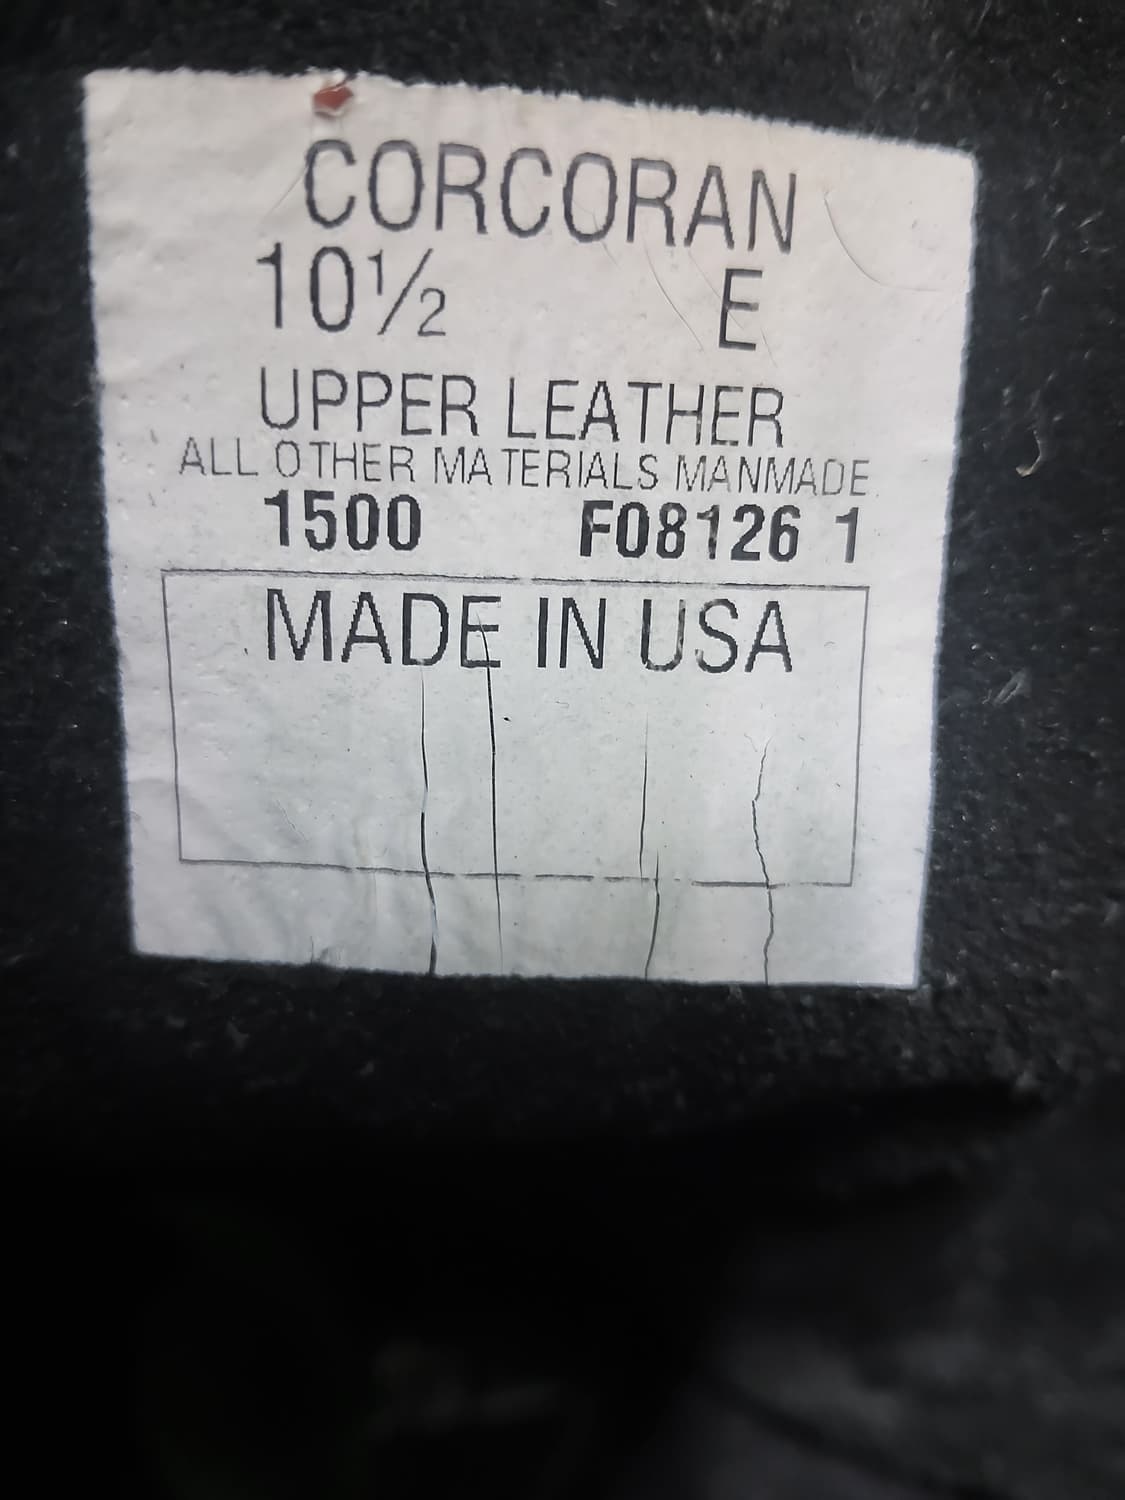 CORCORAN
10½ E
UPPER LEATHER
ALL OTHER MATERIALS MANMADE
1500 F08126 1
MADE IN USA